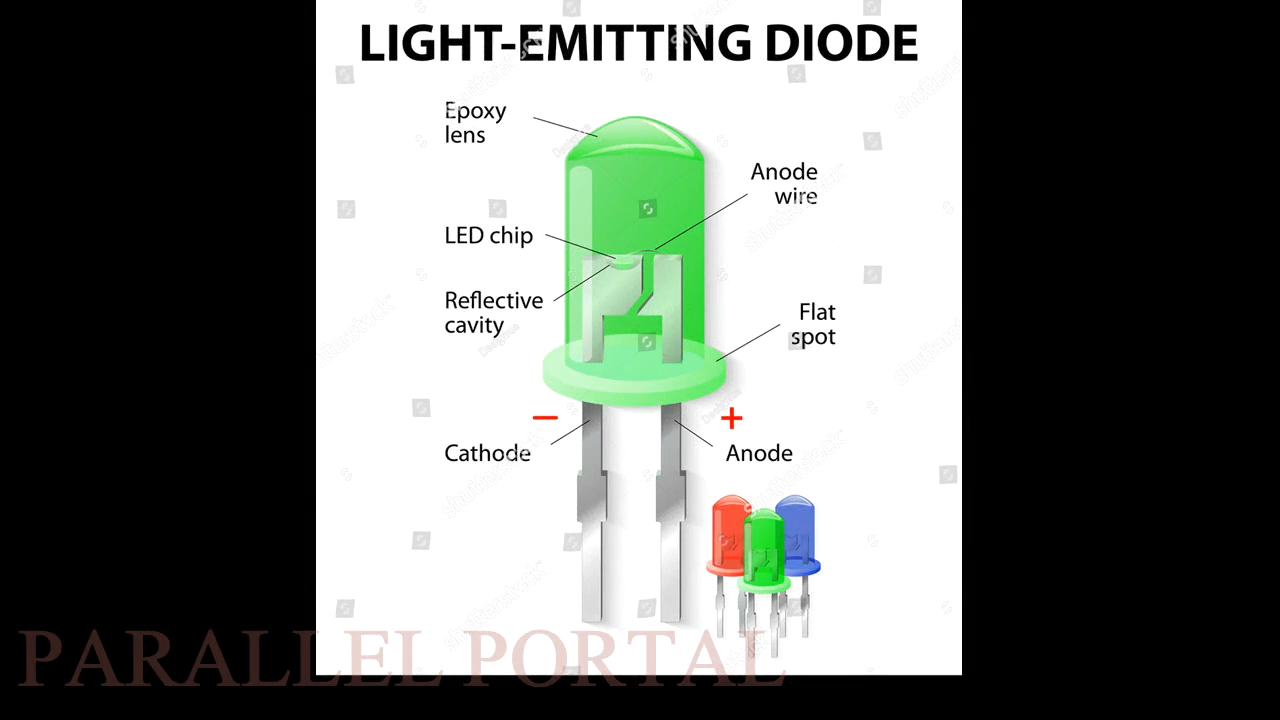 LIGHT-EMITTING DIODE
Epoxy
lens
Anode
wire
LED chip
Reflective
cavity
Flat
spot
−
+
Cathode
Anode
PARALLEL PORTAL